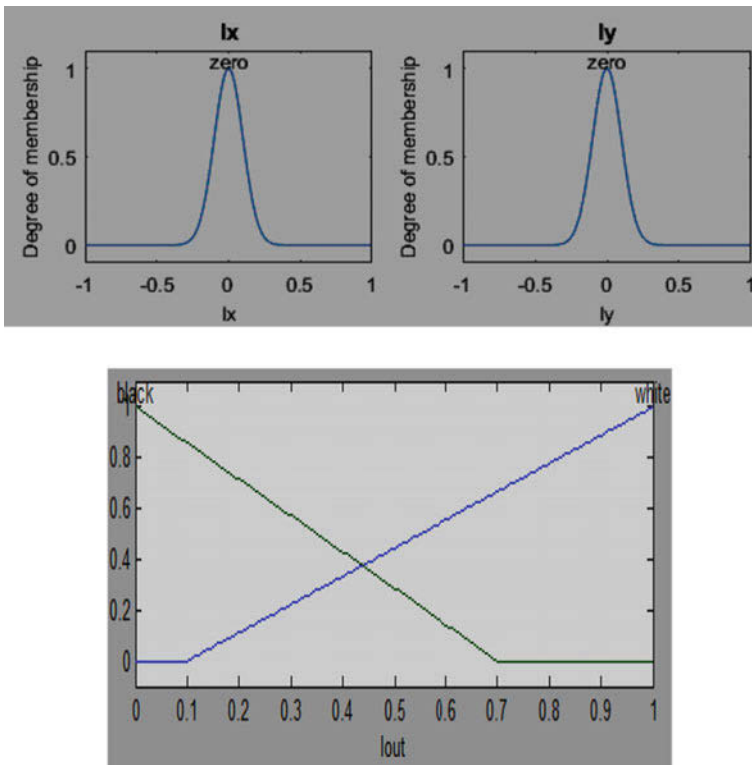 Ix
zero
Degree of membership
1
0.5
0
-1 -0.5 0 0.5 1
Ix
Iy
zero
Degree of membership
1
0.5
0
-1 -0.5 0 0.5 1
Iy
black
white
1
0.8
0.6
0.4
0.2
0
0 0.1 0.2 0.3 0.4 0.5 0.6 0.7 0.8 0.9 1
Iout